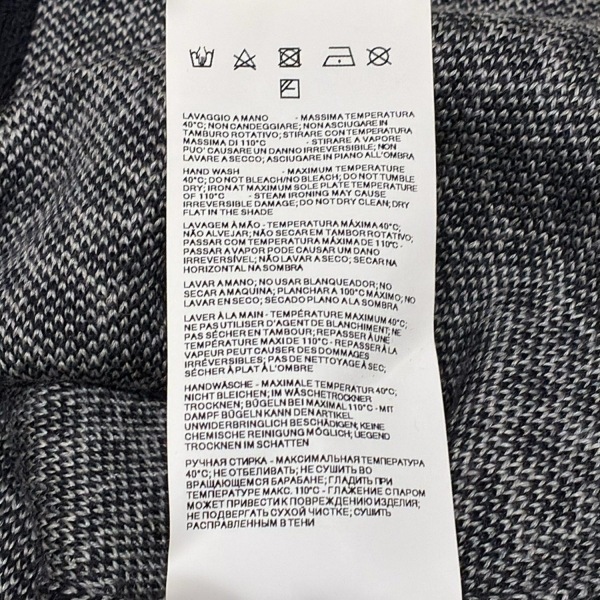 LAVAGGIO A MANO - MASSIMA TEMPERATURA
40°C; NON CANDEGGIARE; NON ASCIUGARE IN
TAMBURO ROTATIVO; STIRARE CON TEMPERATURA
MASSIMA DI 110°C - STIRARE A VAPORE
PUO' CAUSARE UN DANNO IRREVERSIBILE; NON
LAVARE A SECCO; ASCIUGARE IN PIANO ALL'OMBRA
HAND WASH - MAXIMUM TEMPERATURE
40°C; DO NOT BLEACH/NO BLEACH; DO NOT TUMBLE
DRY; IRON AT MAXIMUM SOLE PLATE TEMPERATURE
OF 110°C - STEAM IRONING MAY CAUSE
IRREVERSIBLE DAMAGE; DO NOT DRY CLEAN; DRY
FLAT IN THE SHADE
LAVAGEM À MÃO - TEMPERATURA MÁXIMA 40°C;
NÃO ALVEJAR; NÃO SECAR EM TAMBOR ROTATIVO;
PASSAR COM TEMPERATURA MÁXIMA DE 110°C -
PASSAR A VAPOR PODE CAUSAR UM DANO
IRREVERSÍVEL; NÃO LAVAR A SECO; SECAR NA
HORIZONTAL NA SOMBRA
LAVAR A MANO; NO USAR BLANQUEADOR; NO
SECAR A MAQUINA; PLANCHAR A 100°C MÁXIMO; NO
LAVAR EN SECO; SECADO PLANO A LA SOMBRA
LAVER À LA MAIN - TEMPÉRATURE MAXIMUM 40°C;
NE PAS UTILISER D'AGENT DE BLANCHIMENT; NE
PAS SÉCHER EN TAMBOUR; REPASSER À UNE
TEMPÉRATURE MAXI DE 110°C - REPASSER À LA
VAPEUR PEUT CAUSER DES DOMMAGES
IRRÉVERSIBLES; PAS DE NETTOYAGE À SEC;
SÉCHER À PLAT À L'OMBRE
HANDWÄSCHE - MAXIMALE TEMPERATUR 40°C;
NICHT BLEICHEN; IM WÄSCHETROCKNER
TROCKNEN; BÜGELN BEI MAXIMAL 110°C - MIT
DAMPF BÜGELN KANN DEN ARTIKEL
UNWIDERBRINGLICH BESCHÄDIGEN; KEINE
CHEMISCHE REINIGUNG MÖGLICH; LIEGEND
TROCKNEN IM SCHATTEN
РУЧНАЯ СТИРКА - МАКСИМАЛЬНАЯ ТЕМПЕРАТУРА
40°C; НЕ ОТБЕЛИВАТЬ; НЕ СУШИТЬ ВО
ВРАЩАЮЩЕМСЯ БАРАБАНЕ; ГЛАДИТЬ ПРИ
ТЕМПЕРАТУРЕ МАКС. 110°C - ГЛАЖЕНИЕ С ПАРОМ
МОЖЕТ ПРИВЕСТИ К ПОВРЕЖДЕНИЮ ИЗДЕЛИЯ;
НЕ ПОДВЕРГАТЬ СУХОЙ ЧИСТКЕ; СУШИТЬ
РАСПРАВЛЕННЫМ В ТЕНИ